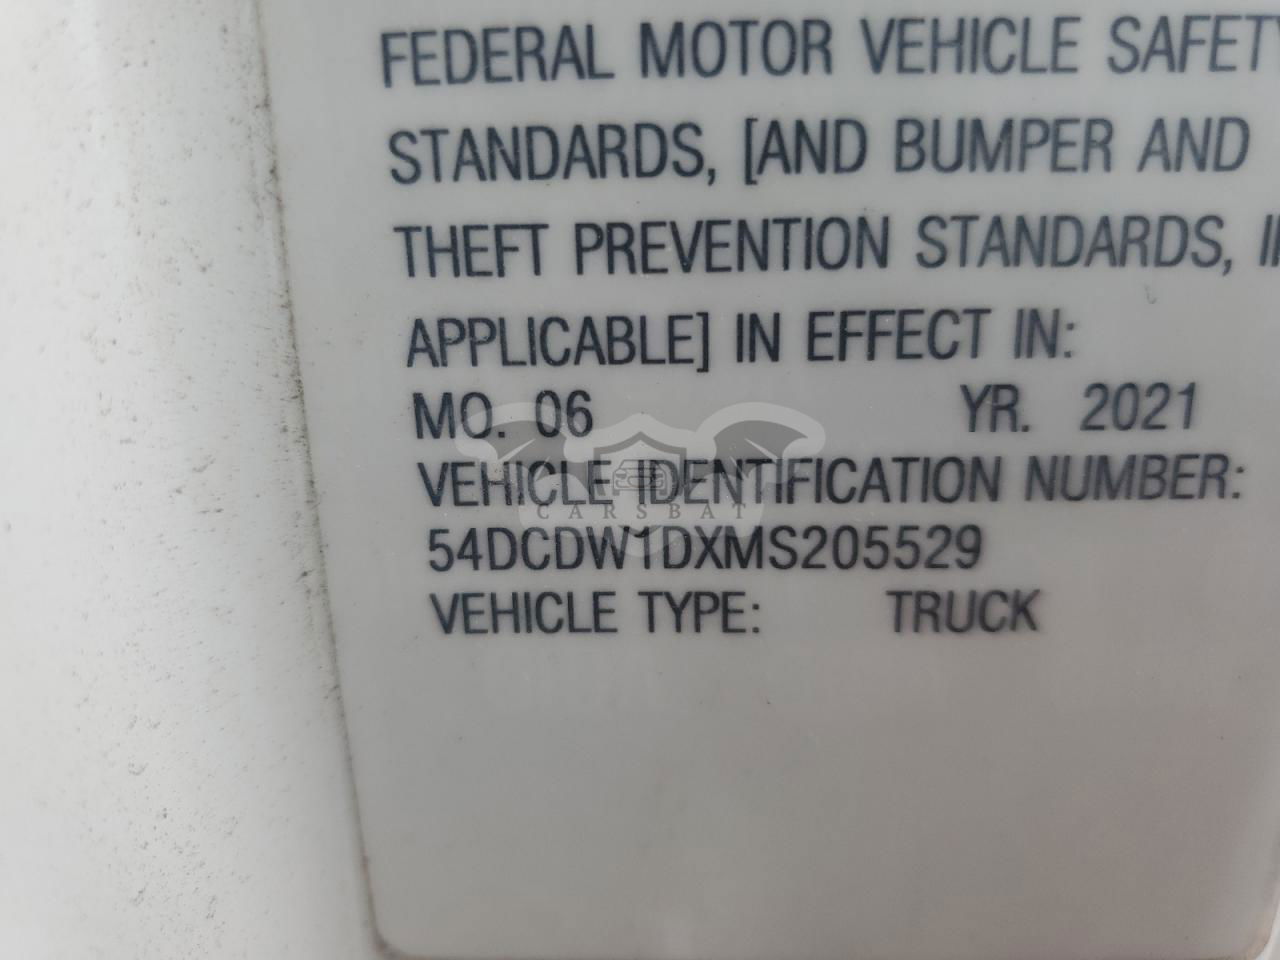 FEDERAL MOTOR VEHICLE SAFETY
STANDARDS, [AND BUMPER AND
THEFT PREVENTION STANDARDS, I
APPLICABLE] IN EFFECT IN:
MO. 06 YR. 2021
VEHICLE IDENTIFICATION NUMBER:
CARSBAT
54DCDW1DXMS205529
VEHICLE TYPE: TRUCK